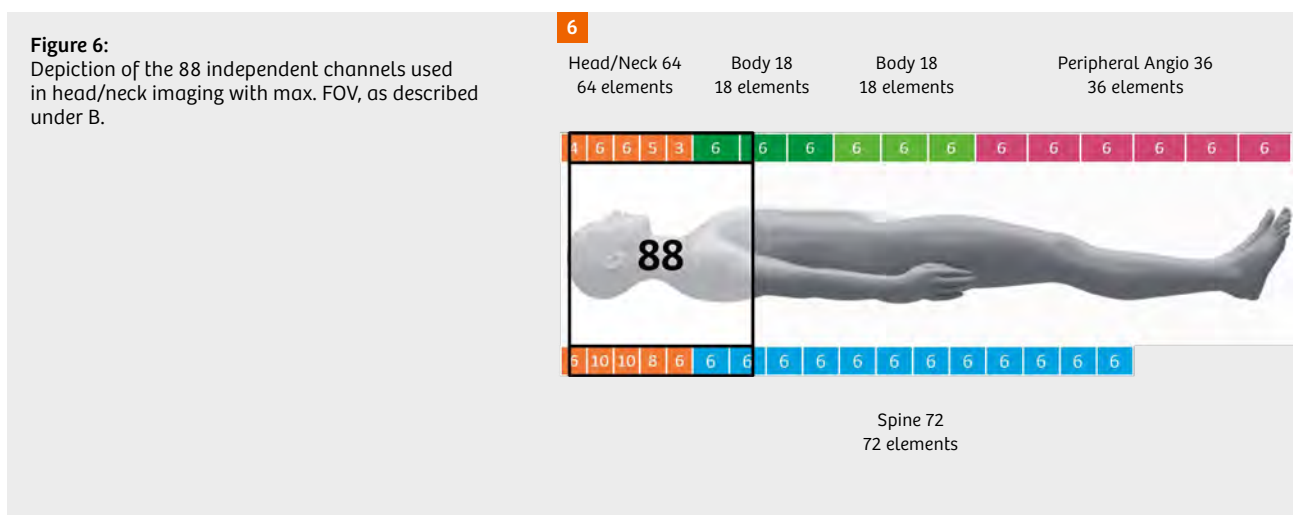 Figure 6:
Depiction of the 88 independent channels used
in head/neck imaging with max. FOV, as described
under B.
6
Head/Neck 64
64 elements
Body 18
18 elements
Body 18
18 elements
Peripheral Angio 36
36 elements
4 6 6 5 3 6 6 6 6 6 6 6 6 6 6 6 6
88
6 10 10 8 6 6 6 6 6 6 6 6 6 6 6 6 6
Spine 72
72 elements